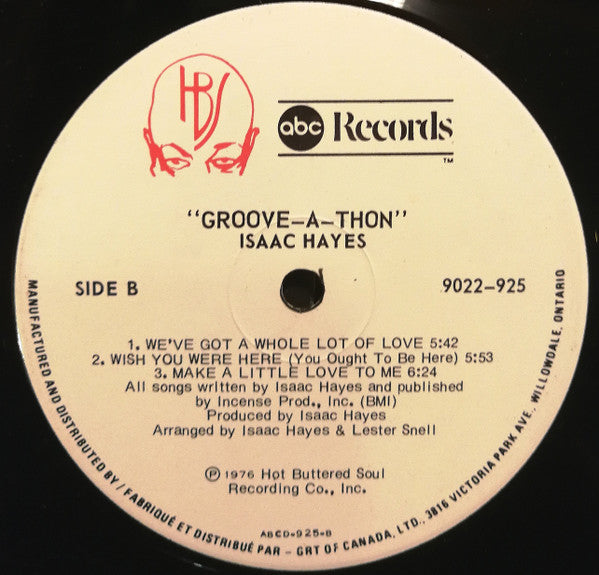 HBS
abc Records
TM
"GROOVE-A-THON"
ISAAC HAYES
SIDE B
9022-925
1. WE'VE GOT A WHOLE LOT OF LOVE 5:42
2. WISH YOU WERE HERE (You Ought To Be Here) 5:53
3. MAKE A LITTLE LOVE TO ME 6:24
All songs written by Isaac Hayes and published
by Incense Prod., Inc. (BMI)
Produced by Isaac Hayes
Arranged by Isaac Hayes & Lester Snell
Ⓟ 1976 Hot Buttered Soul
Recording Co., Inc.
ABCD-925-B
MANUFACTURED AND DISTRIBUTED BY / FABRIQUÉ ET DISTRIBUÉ PAR - GRT OF CANADA, LTD., 3816 VICTORIA PARK AVE., WILLOWDALE, ONTARIO